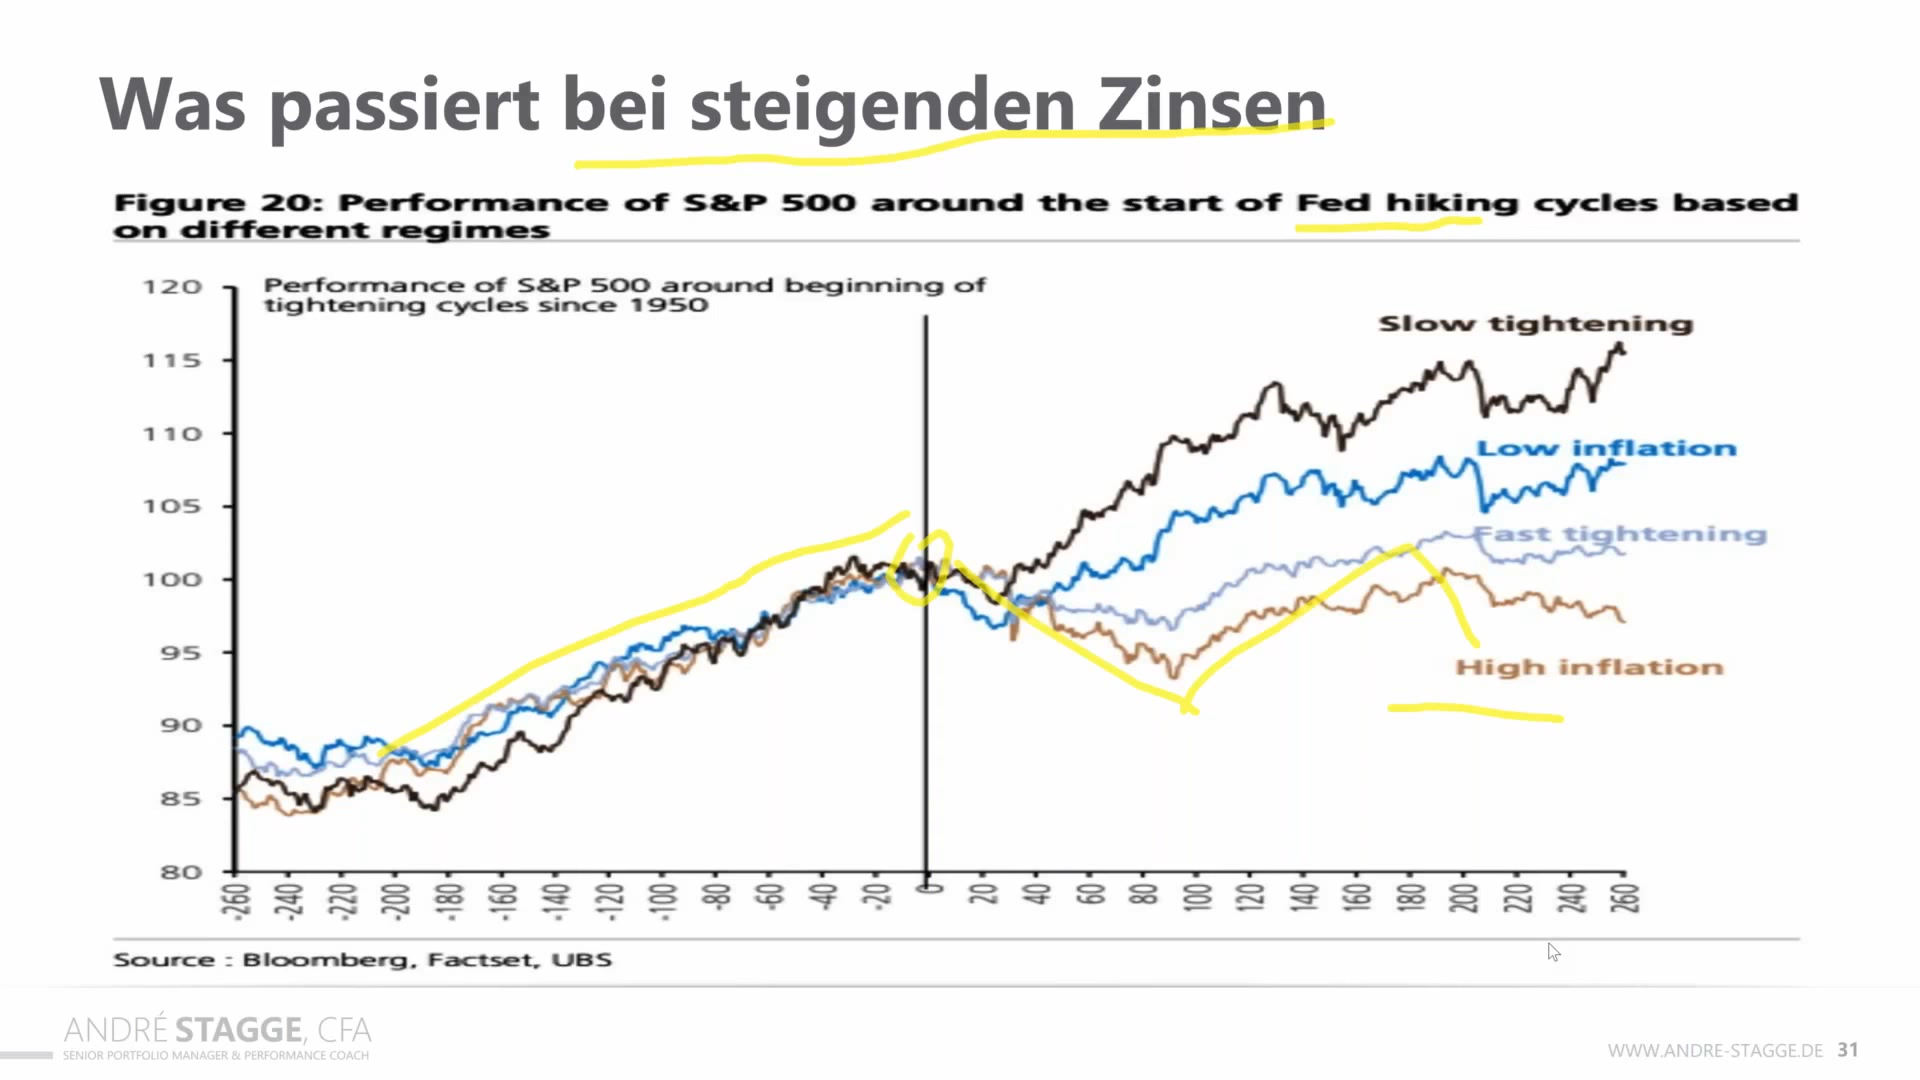 Was passiert bei steigenden Zinsen
Figure 20: Performance of S&P 500 around the start of Fed hiking cycles based
on different regimes
Performance of S&P 500 around beginning of
tightening cycles since 1950
120
115
110
105
100
95
90
85
80
Slow tightening
Low inflation
Fast tightening
High inflation
-260 -240 -220 -200 -180 -160 -140 -120 -100 -80 -60 -40 -20 0 20 40 60 80 100 120 140 160 180 200 220 240 260
Source : Bloomberg, Factset, UBS
ANDRÉ STAGGE, CFA
SENIOR PORTFOLIO MANAGER & PERFORMANCE COACH
WWW.ANDRE-STAGGE.DE 31